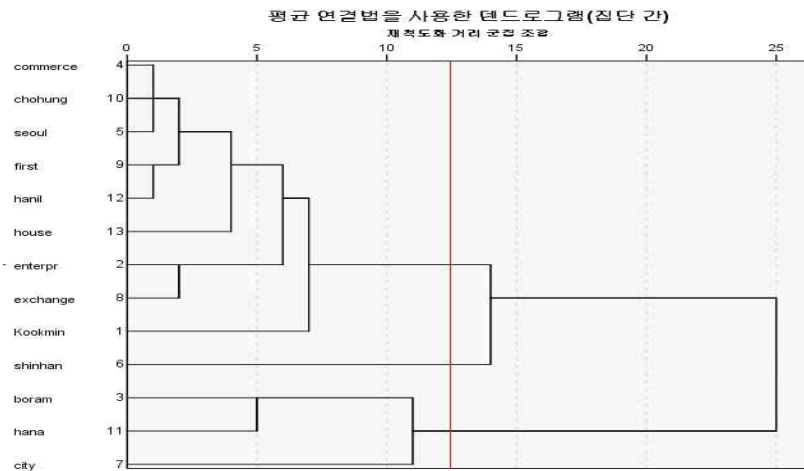 평균 연결법을 사용한 덴드로그램(집단 간)
재척도화 거리 군집 조합
0 5 10 15 20 25
commerce 4
chohung 10
seoul 5
first 9
hanil 12
house 13
enterpr 2
exchange 8
Kookmin 1
shinhan 6
boram 3
hana 11
city 7